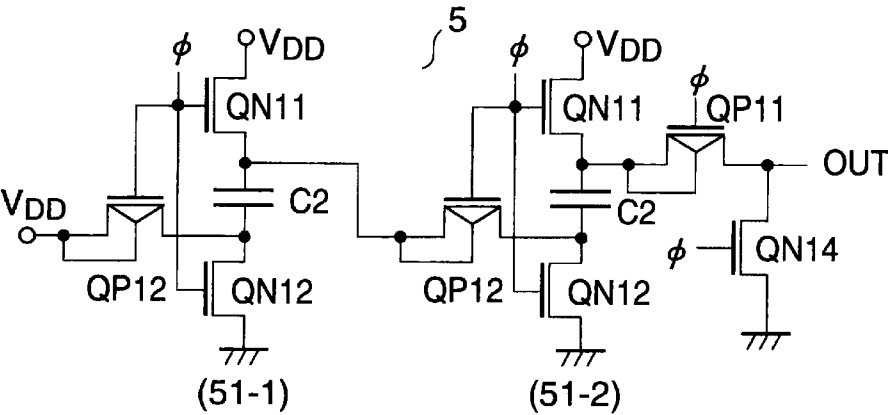 5
ϕ
V_DD
ϕ
V_DD
ϕ
QN11
QN11
QP11
OUT
V_DD
C2
C2
ϕ
QN14
QP12
QN12
QP12
QN12
(51-1)
(51-2)